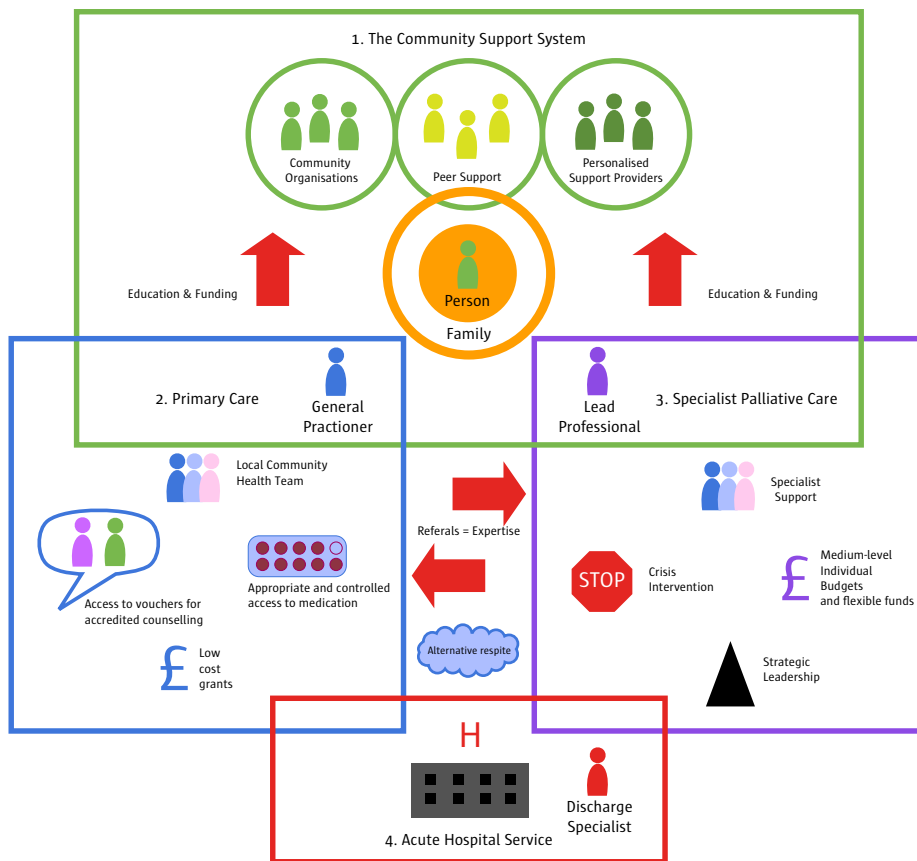 1. The Community Support System
Community
Organisations
Peer Support
Personalised
Support Providers
Education & Funding
Person
Family
Education & Funding
2. Primary Care
General
Practioner
Lead
Professional
3. Specialist Palliative Care
Local Community
Health Team
Access to vouchers for
accredited counselling
Appropriate and controlled
access to medication
£
Low
cost
grants
Referrals = Expertise
Alternative respite
Specialist
Support
STOP
Crisis
Intervention
£
Medium-level
Individual
Budgets
and flexible funds
Strategic
Leadership
H
Discharge
Specialist
4. Acute Hospital Service